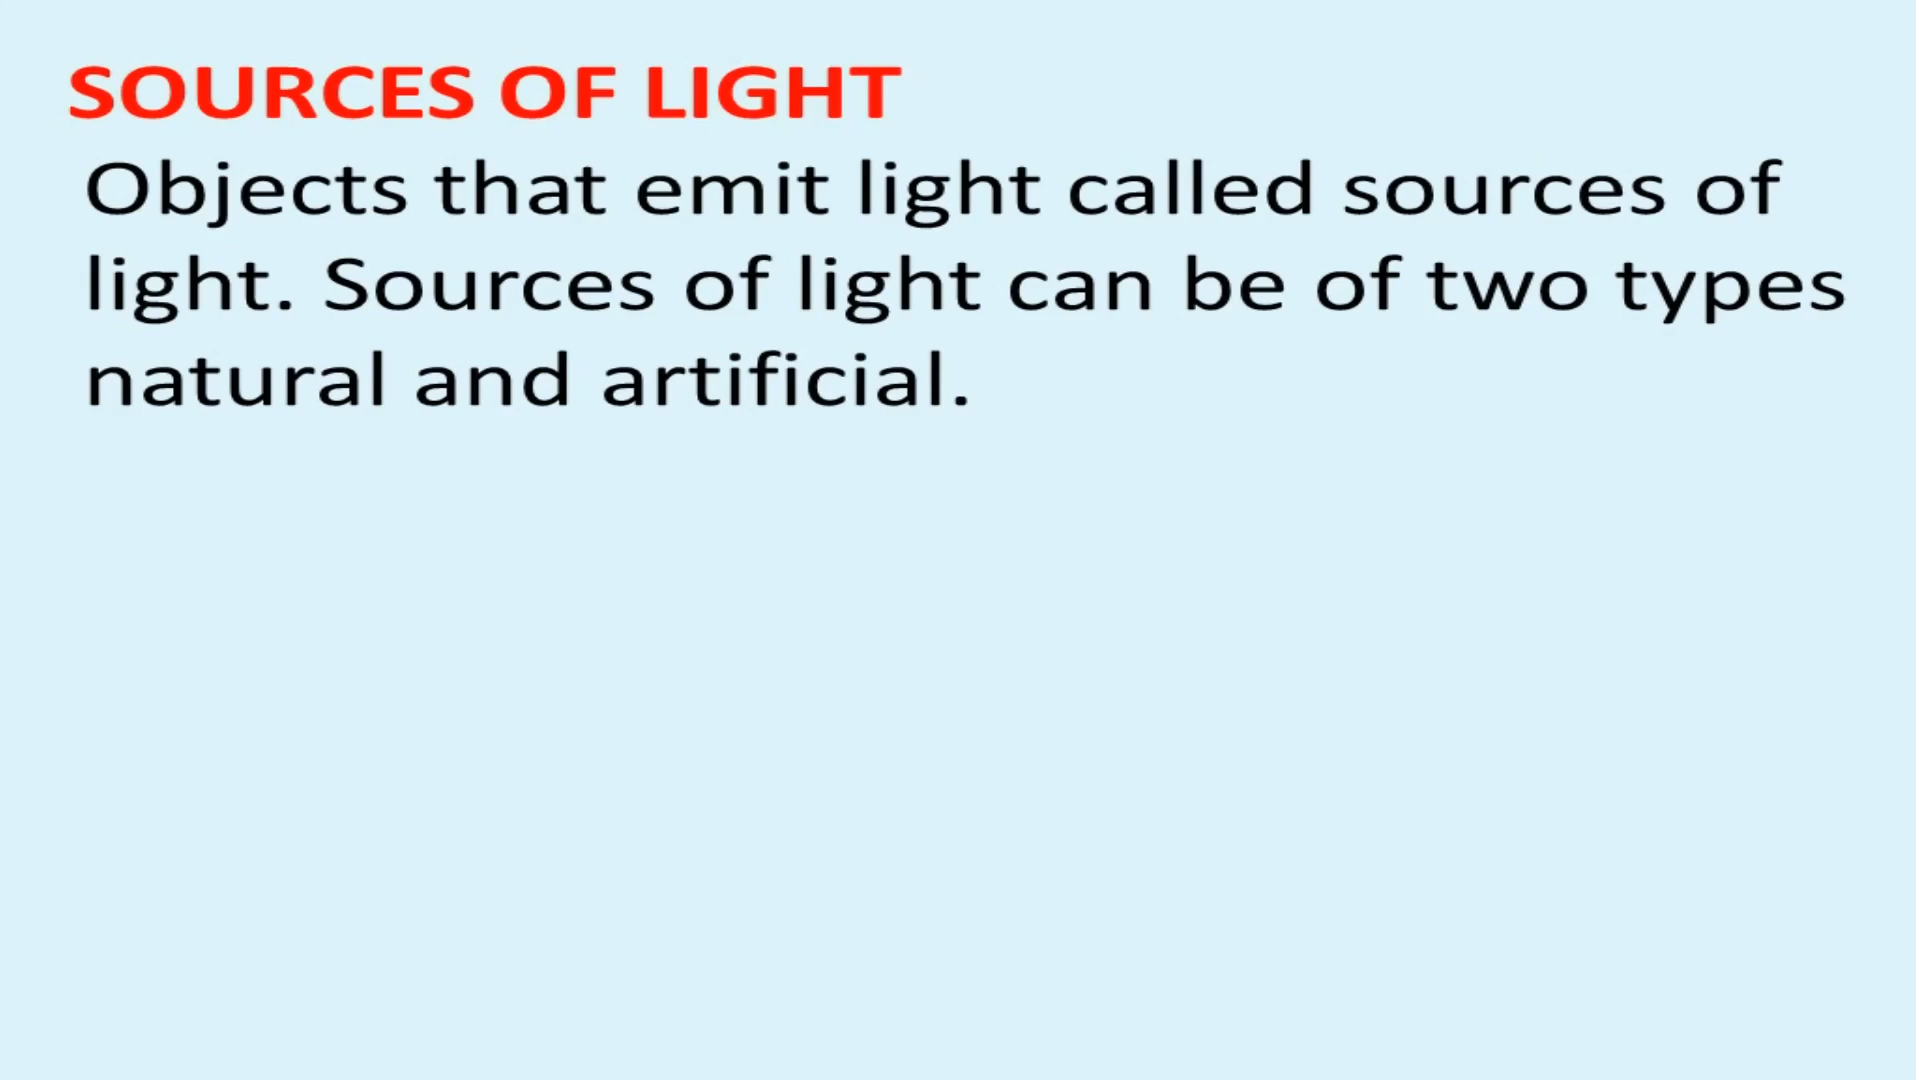 SOURCES OF LIGHT
Objects that emit light called sources of
light. Sources of light can be of two types
natural and artificial.